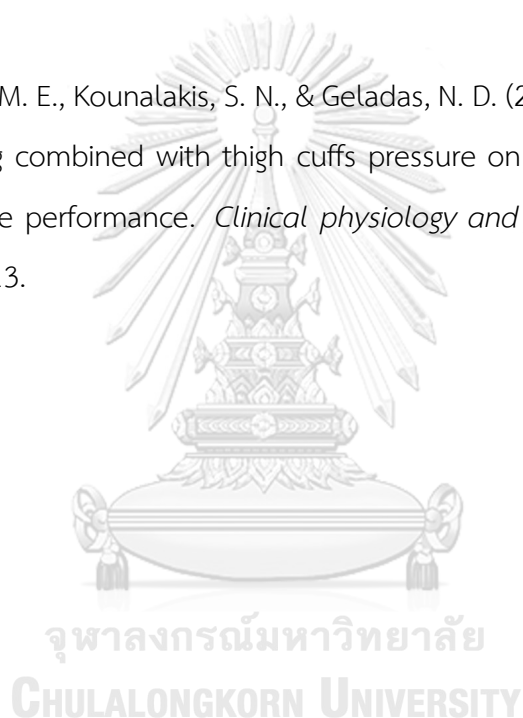 M. E., Kounalakis, S. N., & Geladas, N. D. (2
combined with thigh cuffs pressure on
performance. Clinical physiology and
3.
จุฬาลงกรณ์มหาวิทยาลัย
CHULALONGKORN UNIVERSITY